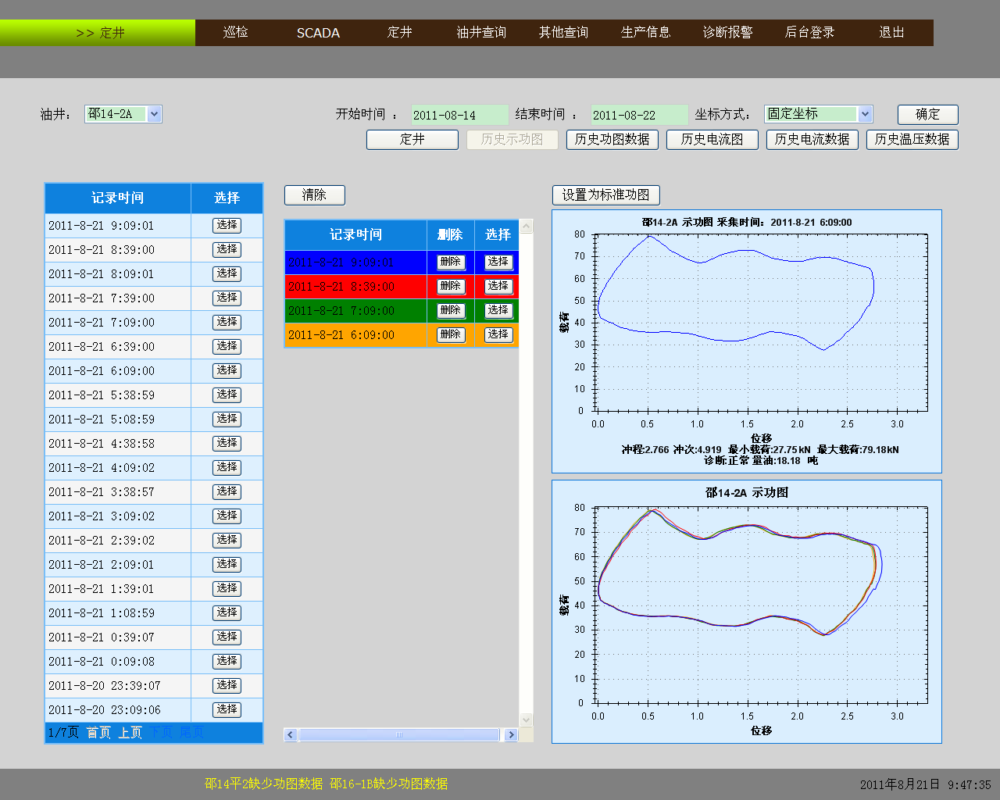 >> 定井 巡检 SCADA 定井 油井查询 其他查询 生产信息 诊断报警 后台登录 退出
油井： 邵14-2A 开始时间 ： 2011-08-14 结束时间 ： 2011-08-22 坐标方式： 固定坐标 确定
定井 历史示功图 历史功图数据 历史电流图 历史电流数据 历史温压数据
记录时间 选择
2011-8-21 9:09:01 选择
2011-8-21 8:39:00 选择
2011-8-21 8:09:01 选择
2011-8-21 7:39:00 选择
2011-8-21 7:09:00 选择
2011-8-21 6:39:00 选择
2011-8-21 6:09:00 选择
2011-8-21 5:38:59 选择
2011-8-21 5:08:59 选择
2011-8-21 4:38:58 选择
2011-8-21 4:09:02 选择
2011-8-21 3:38:57 选择
2011-8-21 3:09:02 选择
2011-8-21 2:39:02 选择
2011-8-21 2:09:01 选择
2011-8-21 1:39:01 选择
2011-8-21 1:08:59 选择
2011-8-21 0:39:07 选择
2011-8-21 0:09:08 选择
2011-8-20 23:39:07 选择
2011-8-20 23:09:06 选择
1/7页 首页 上页 下页 尾页
清除
记录时间 删除 选择
2011-8-21 9:09:01 删除 选择
2011-8-21 8:39:00 删除 选择
2011-8-21 7:09:00 删除 选择
2011-8-21 6:09:00 删除 选择
设置为标准功图
邵14-2A 示功图 采集时间：2011-8-21 6:09:00
80
70
60
50
40
30
20
10
0
载荷
0.0 0.5 1.0 1.5 2.0 2.5 3.0
位移
冲程:2.766 冲次:4.919 最小载荷:27.75kN 最大载荷:79.18kN
诊断:正常 量油:18.18 吨
邵14-2A 示功图
80
70
60
50
40
30
20
10
0
载荷
0.0 0.5 1.0 1.5 2.0 2.5 3.0
位移
邵14平2缺少功图数据 邵16-1B缺少功图数据 2011年8月21日 9:47:35